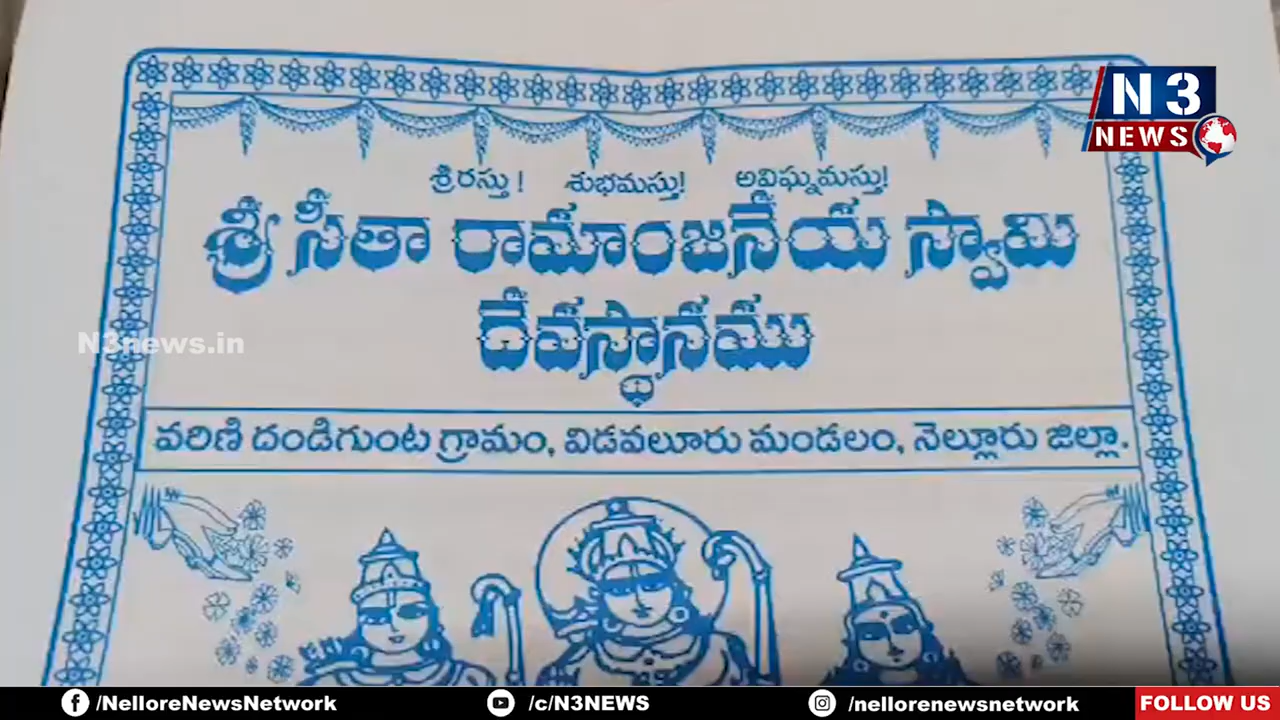 N3
NEWS
శ్రీరస్తు! శుభమస్తు! అవిఘ్నమస్తు!
శ్రీ సీతా రామాంజనేయ స్వామి
దేవస్థానము
N3news.in
వరిణి దండిగుంట గ్రామం, విడవలూరు మండలం, నెల్లూరు జిల్లా.
/NelloreNewsNetwork /c/N3NEWS /nellorenewsnetwork FOLLOW US